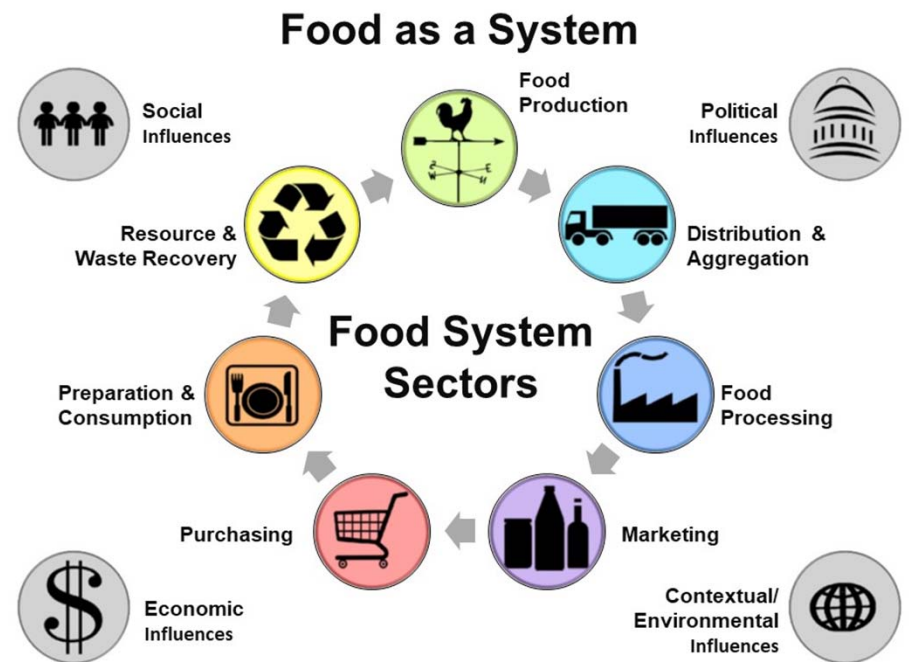 Food as a System
Social
Influences
Food
Production
Political
Influences
Resource &
Waste Recovery
Distribution &
Aggregation
Food System
Sectors
Preparation &
Consumption
Food
Processing
Purchasing
Marketing
Economic
Influences
Contextual/
Environmental
Influences
S
E
W
N